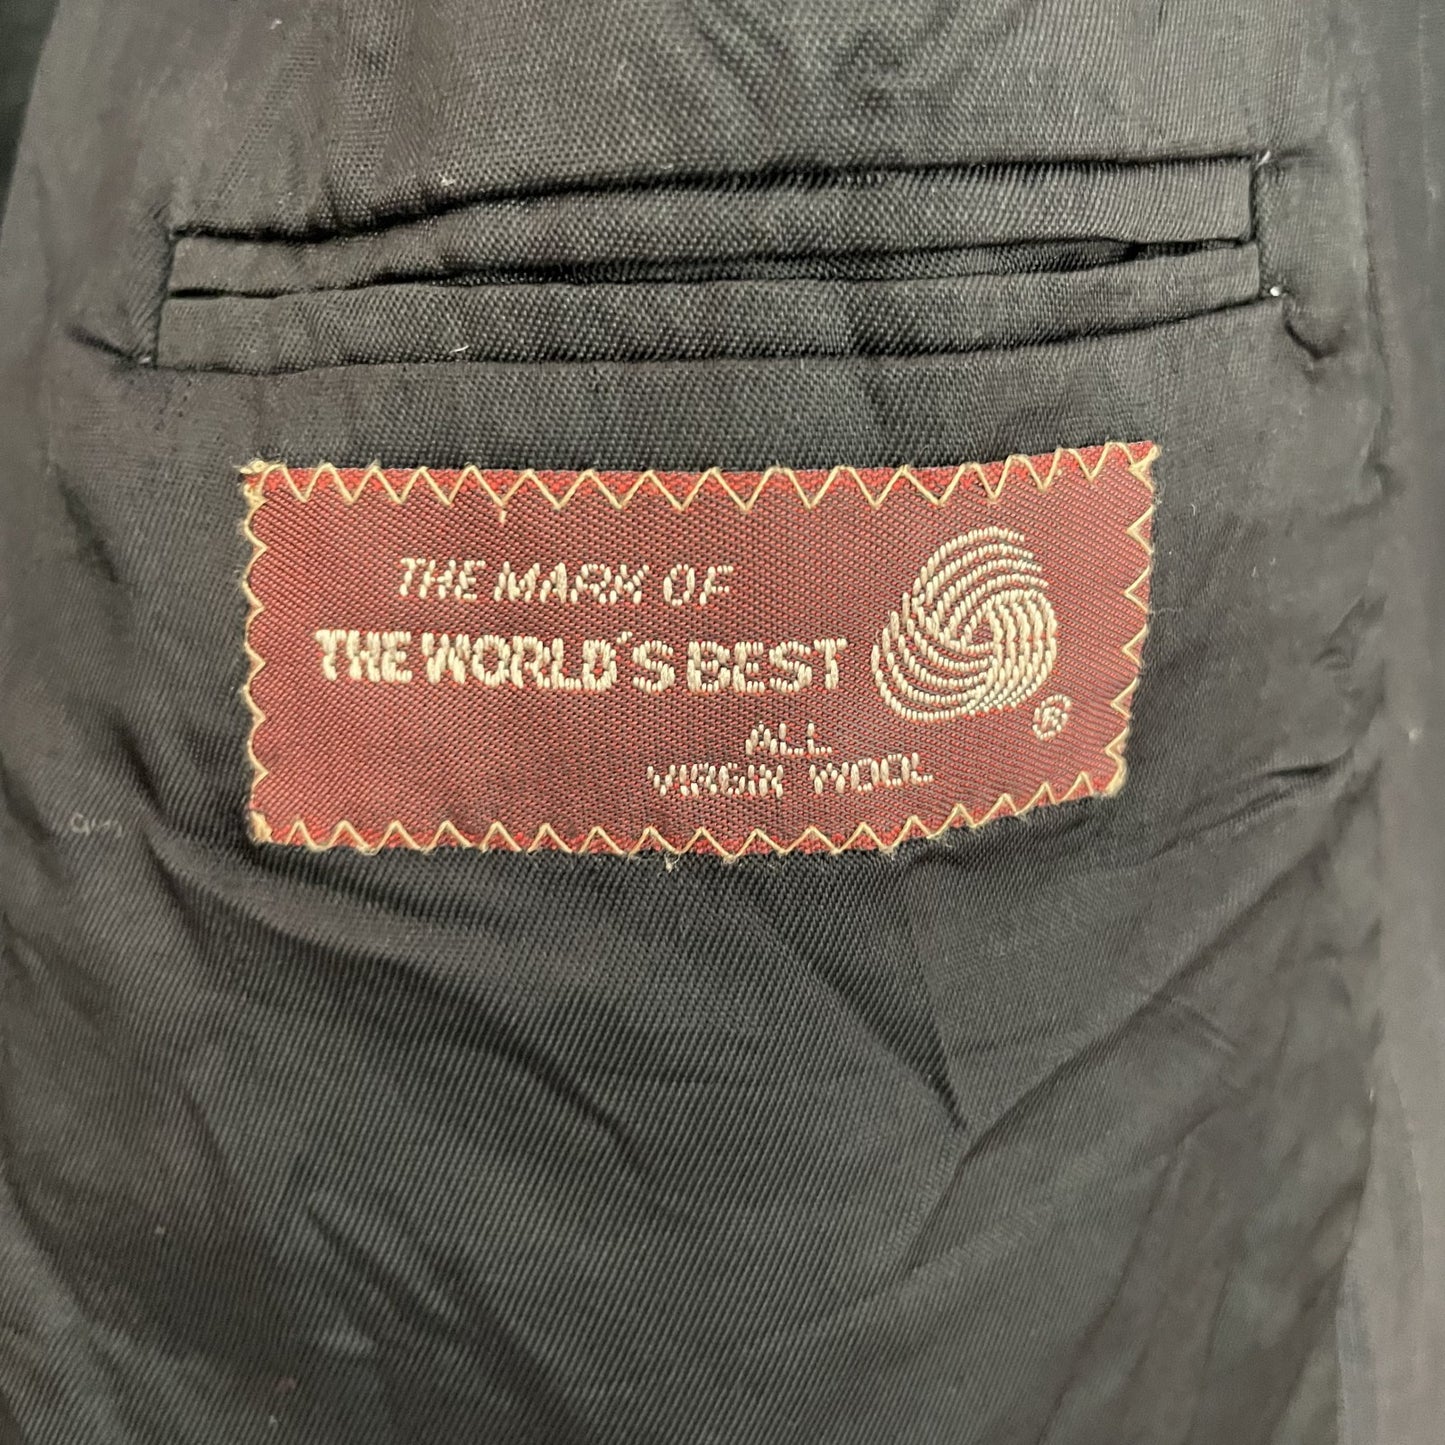 THE MARK OF
THE WORLD'S BEST
®
ALL
VIRGIN WOOL